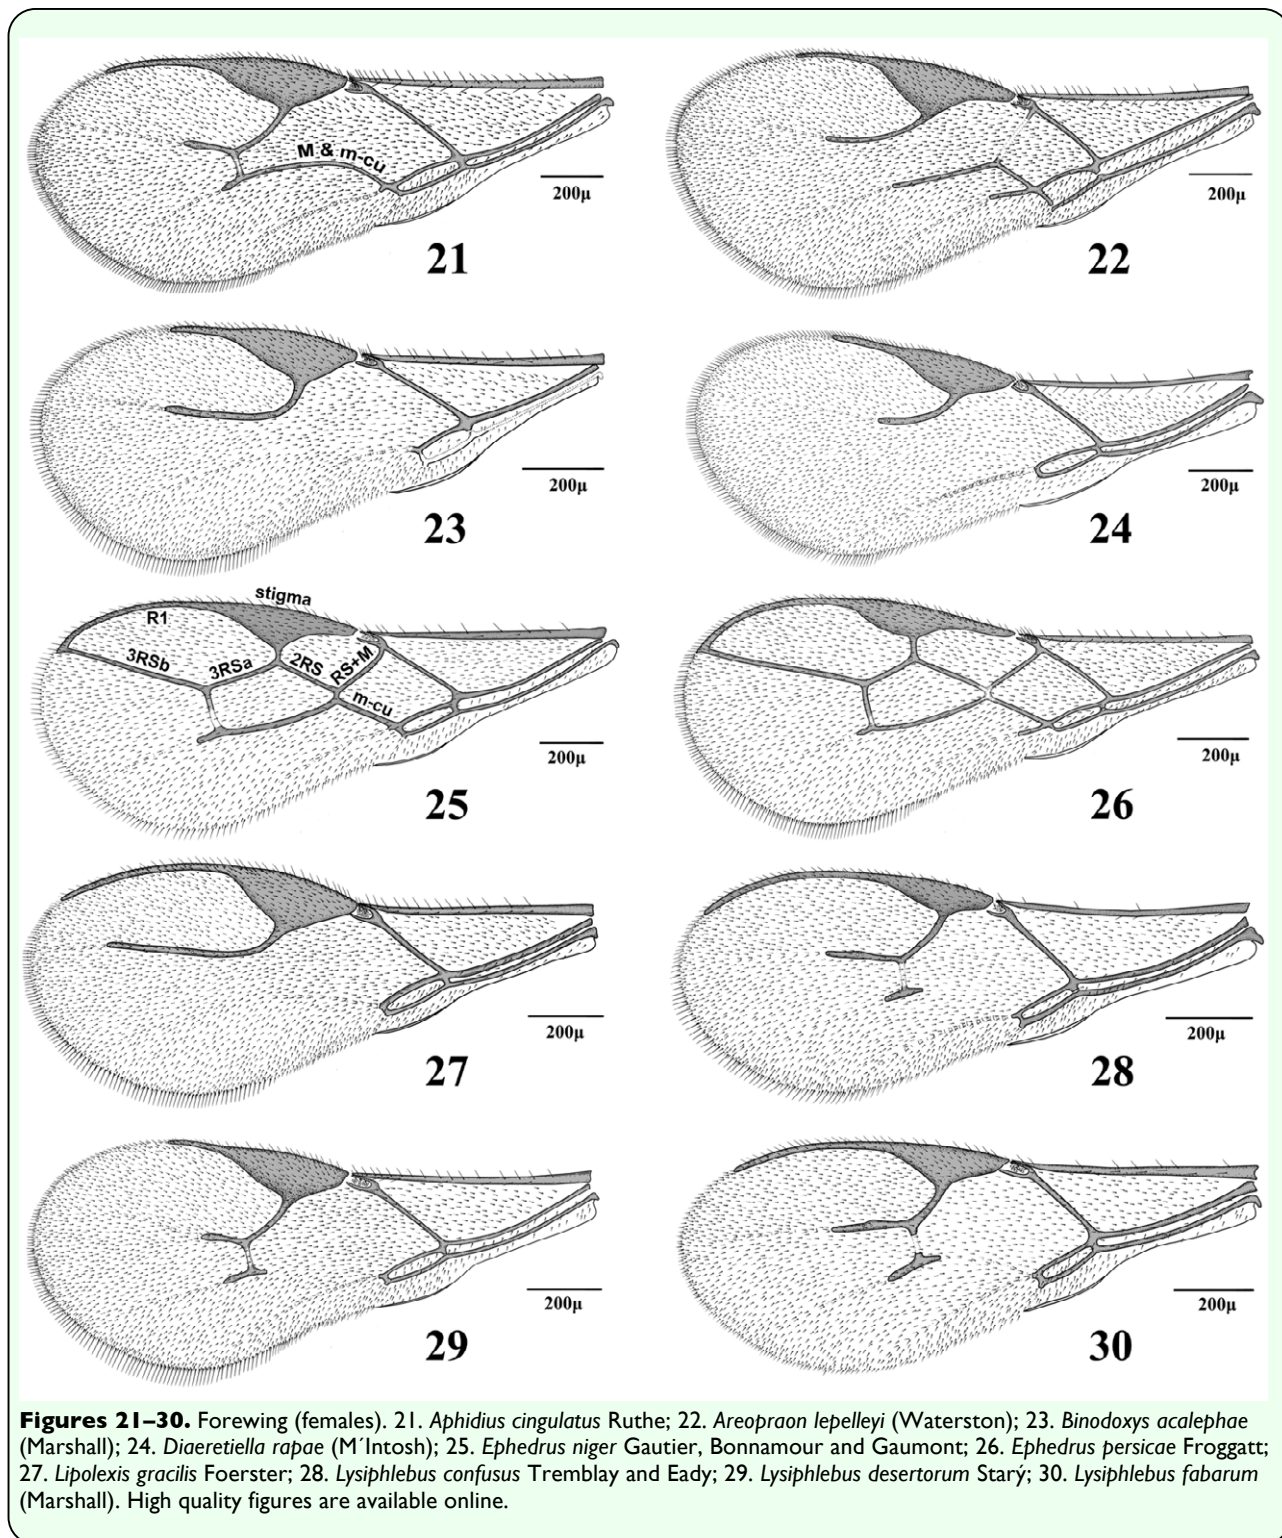 M & m-cu
200µ
200µ
21
22
200µ
200µ
23
24
stigma
R1
3RSb
3RSa
2RS
RS+M
m-cu
200µ
200µ
25
26
200µ
200µ
27
28
200µ
200µ
29
30
Figures 21–30. Forewing (females). 21. Aphidius cingulatus Ruthe; 22. Areopraon lepelleyi (Waterston); 23. Binodoxys acalephae
(Marshall); 24. Diaeretiella rapae (M´Intosh); 25. Ephedrus niger Gautier, Bonnamour and Gaumont; 26. Ephedrus persicae Froggatt;
27. Lipolexis gracilis Foerster; 28. Lysiphlebus confusus Tremblay and Eady; 29. Lysiphlebus desertorum Starý; 30. Lysiphlebus fabarum
(Marshall). High quality figures are available online.